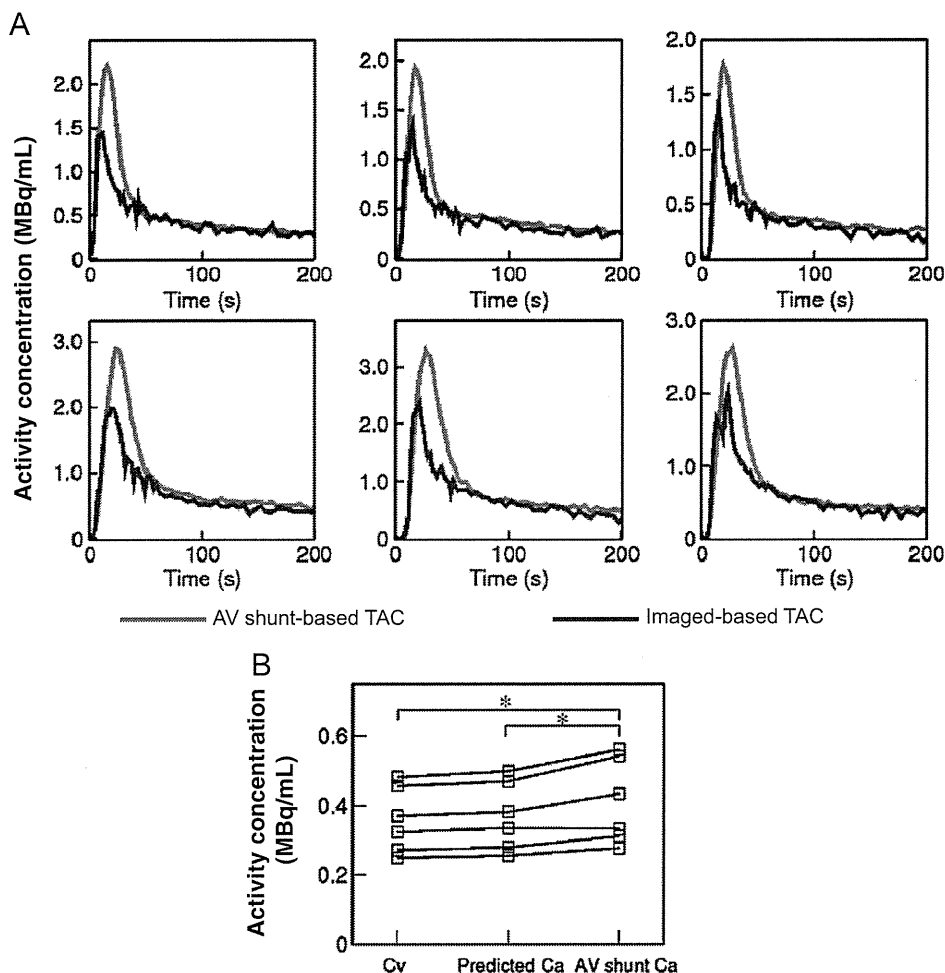 A
Activity concentration (MBq/mL)
2.0
1.5
1.0
0.5
0
0 100 200
Time (s)
2.0
1.5
1.0
0.5
0
0 100 200
Time (s)
2.0
1.5
1.0
0.5
0
0 100 200
Time (s)
3.0
2.0
1.0
0
0 100 200
Time (s)
3.0
2.0
1.0
0
0 100 200
Time (s)
3.0
2.0
1.0
0
0 100 200
Time (s)
AV shunt-based TAC
Imaged-based TAC
B
Activity concentration
(MBq/mL)
*
*
0.6
0.4
0.2
0
Cv Predicted Ca AV shunt Ca